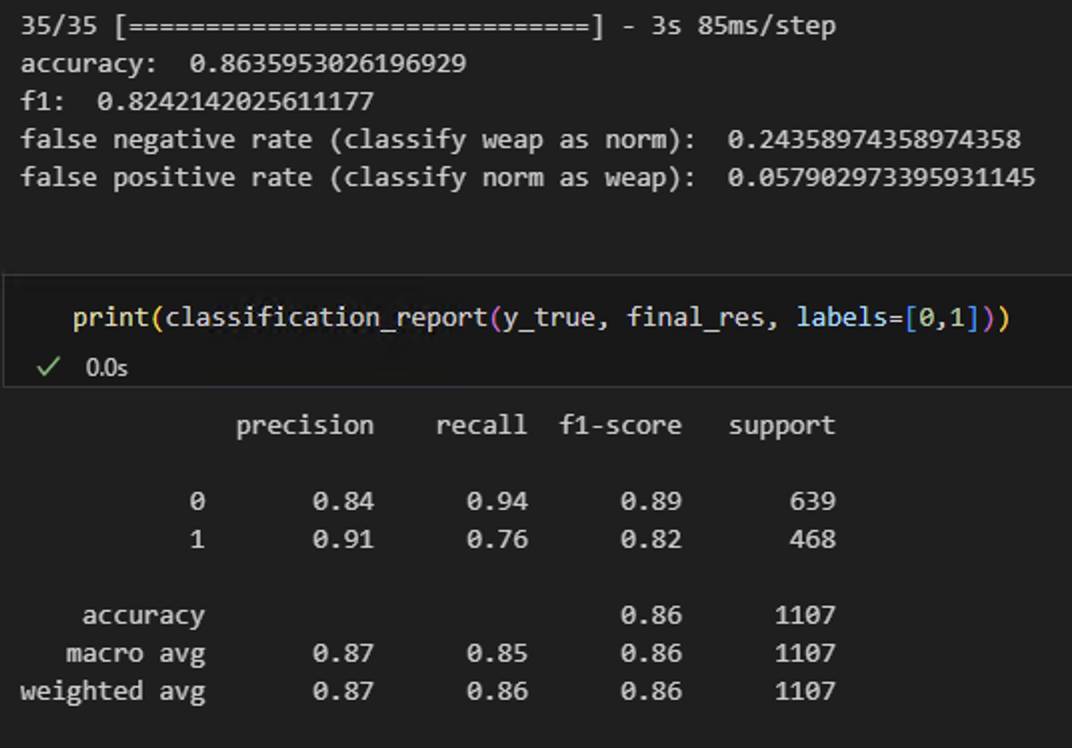 35/35 [==============================] - 3s 85ms/step
accuracy:  0.8635953026196929
f1:  0.8242142025611177
false negative rate (classify weap as norm):  0.24358974358974358
false positive rate (classify norm as weap):  0.057902973395931145
print(classification_report(y_true, final_res, labels=[0,1]))
✓ 0.0s
precision recall f1-score support
0 0.84 0.94 0.89 639
1 0.91 0.76 0.82 468
accuracy 0.86 1107
macro avg 0.87 0.85 0.86 1107
weighted avg 0.87 0.86 0.86 1107